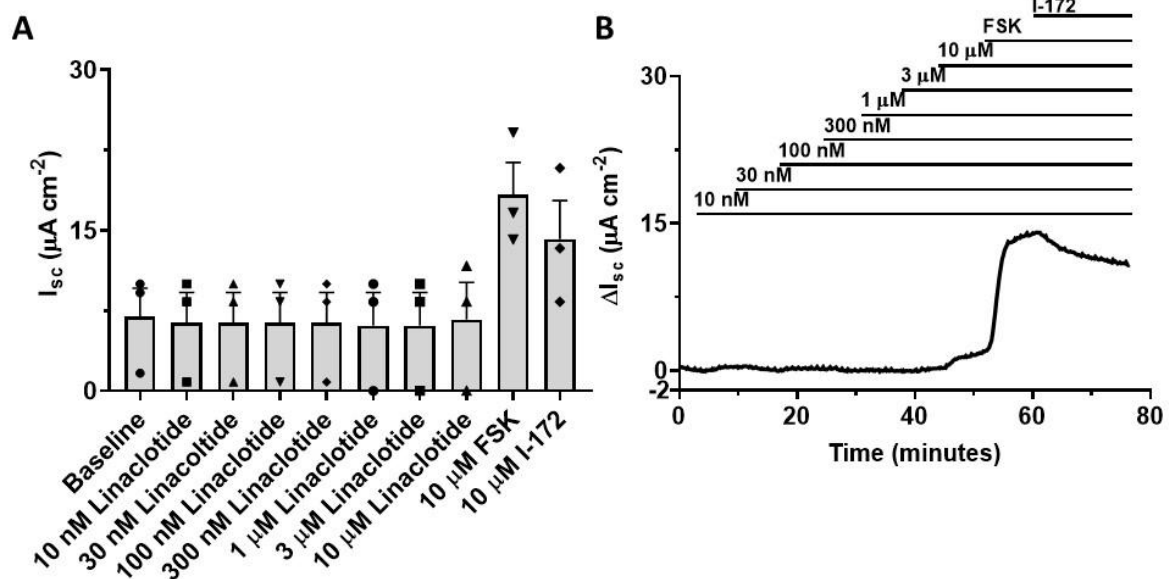 A
30
15
0
Isc (μA cm-2)
Baseline
10 nM Linaclotide
30 nM Linacoltide
100 nM Linaclotide
300 nM Linaclotide
1 μM Linaclotide
3 μM Linaclotide
10 μM Linaclotide
10 μM FSK
10 μM I-172
B
I-172
FSK
10 μM
3 μM
1 μM
300 nM
100 nM
30 nM
10 nM
30
15
0
-2
ΔIsc (μA cm-2)
0
20
40
60
80
Time (minutes)